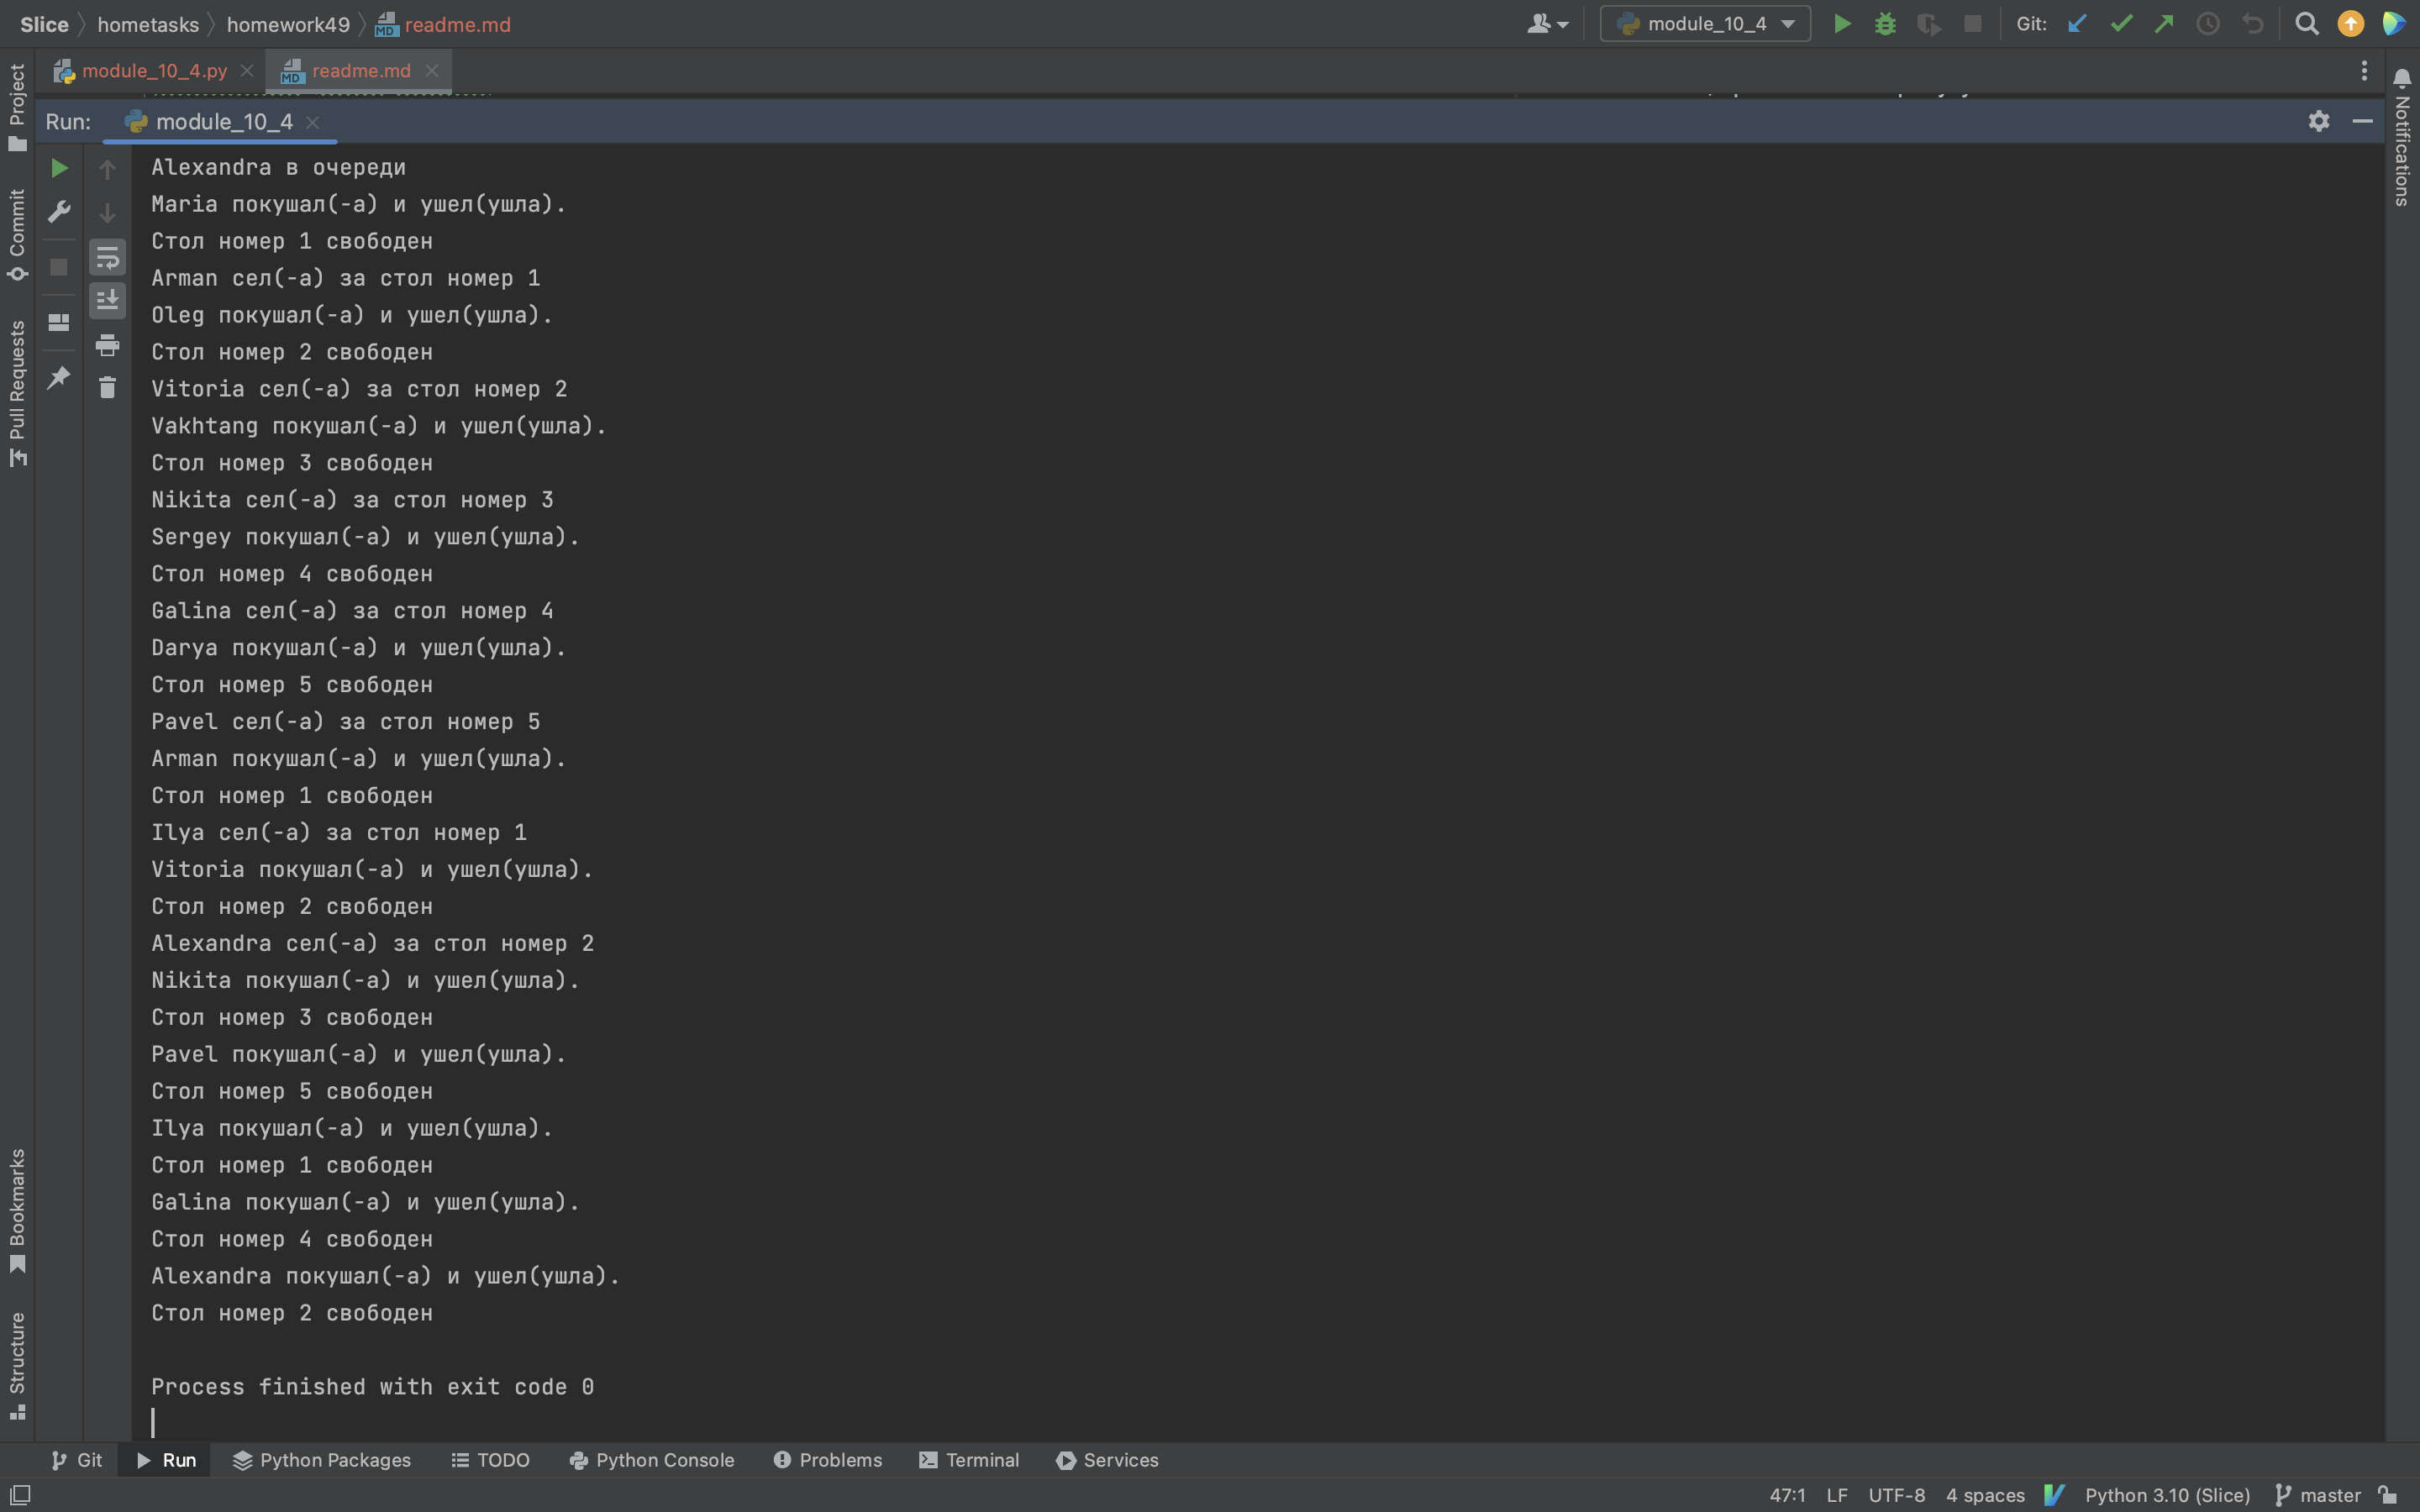 Slice hometasks homework49 readme.md module_10_4 Git:
module_10_4.py readme.md
Run: module_10_4
Alexandra в очереди
Maria покушал(-а) и ушел(ушла).
Стол номер 1 свободен
Arman сел(-а) за стол номер 1
Oleg покушал(-а) и ушел(ушла).
Стол номер 2 свободен
Vitoria сел(-а) за стол номер 2
Vakhtang покушал(-а) и ушел(ушла).
Стол номер 3 свободен
Nikita сел(-а) за стол номер 3
Sergey покушал(-а) и ушел(ушла).
Стол номер 4 свободен
Galina сел(-а) за стол номер 4
Darya покушал(-а) и ушел(ушла).
Стол номер 5 свободен
Pavel сел(-а) за стол номер 5
Arman покушал(-а) и ушел(ушла).
Стол номер 1 свободен
Ilya сел(-а) за стол номер 1
Vitoria покушал(-а) и ушел(ушла).
Стол номер 2 свободен
Alexandra сел(-а) за стол номер 2
Nikita покушал(-а) и ушел(ушла).
Стол номер 3 свободен
Pavel покушал(-а) и ушел(ушла).
Стол номер 5 свободен
Ilya покушал(-а) и ушел(ушла).
Стол номер 1 свободен
Galina покушал(-а) и ушел(ушла).
Стол номер 4 свободен
Alexandra покушал(-а) и ушел(ушла).
Стол номер 2 свободен
Process finished with exit code 0
Project
Commit
Pull Requests
Bookmarks
Structure
Notifications
Git Run Python Packages TODO Python Console Problems Terminal Services
47:1 LF UTF-8 4 spaces Python 3.10 (Slice) master